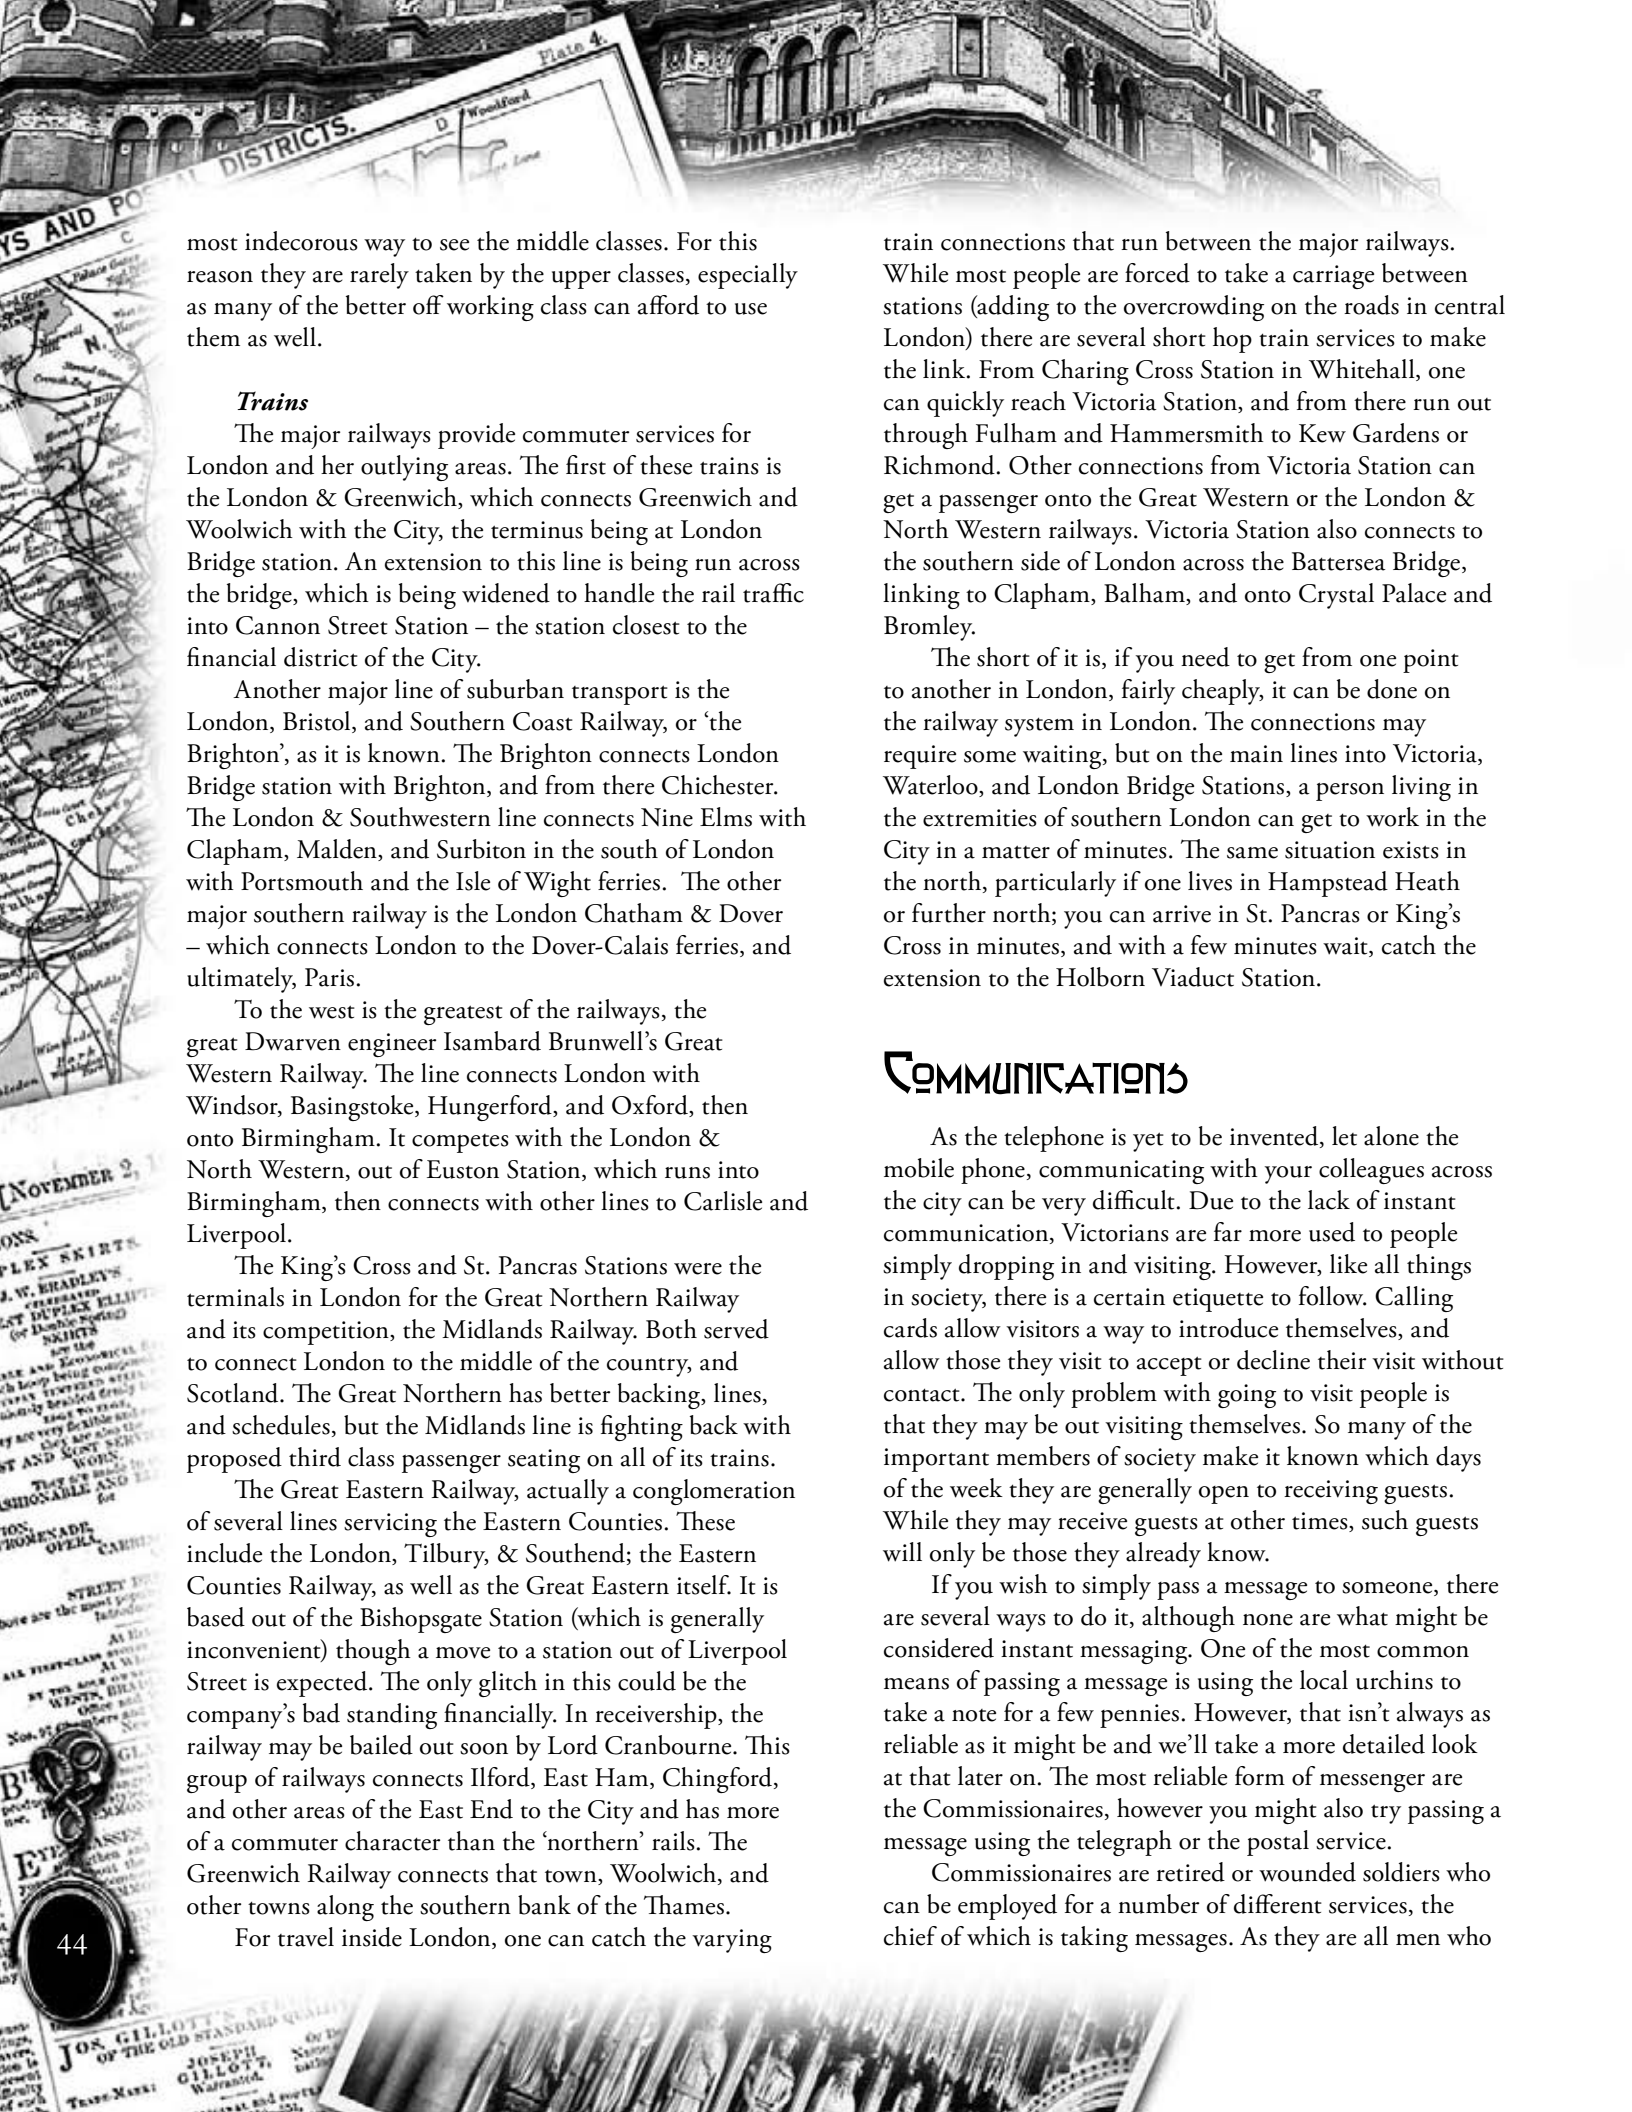 Plate 4.
DISTRICTS.
D Woodford
YS AND PO
C
N.
most indecorous way to see the middle classes. For this
reason they are rarely taken by the upper classes, especially
as many of the better off working class can afford to use
them as well.
Trains
The major railways provide commuter services for
London and her outlying areas. The first of these trains is
the London & Greenwich, which connects Greenwich and
Woolwich with the City, the terminus being at London
Bridge station. An extension to this line is being run across
the bridge, which is being widened to handle the rail traffic
into Cannon Street Station – the station closest to the
financial district of the City.
Another major line of suburban transport is the
London, Bristol, and Southern Coast Railway, or ‘the
Brighton’, as it is known. The Brighton connects London
Bridge station with Brighton, and from there Chichester.
The London & Southwestern line connects Nine Elms with
Clapham, Malden, and Surbiton in the south of London
with Portsmouth and the Isle of Wight ferries.  The other
major southern railway is the London Chatham & Dover
– which connects London to the Dover-Calais ferries, and
ultimately, Paris.
To the west is the greatest of the railways, the
great Dwarven engineer Isambard Brunwell’s Great
Western Railway. The line connects London with
Windsor, Basingstoke, Hungerford, and Oxford, then
onto Birmingham. It competes with the London &
North Western, out of Euston Station, which runs into
Birmingham, then connects with other lines to Carlisle and
Liverpool.
The King’s Cross and St. Pancras Stations were the
terminals in London for the Great Northern Railway
and its competition, the Midlands Railway. Both served
to connect London to the middle of the country, and
Scotland. The Great Northern has better backing, lines,
and schedules, but the Midlands line is fighting back with
proposed third class passenger seating on all of its trains.
The Great Eastern Railway, actually a conglomeration
of several lines servicing the Eastern Counties. These
include the London, Tilbury, & Southend; the Eastern
Counties Railway, as well as the Great Eastern itself. It is
based out of the Bishopsgate Station (which is generally
inconvenient) though a move to a station out of Liverpool
Street is expected. The only glitch in this could be the
company’s bad standing financially. In receivership, the
railway may be bailed out soon by Lord Cranbourne. This
group of railways connects Ilford, East Ham, Chingford,
and other areas of the East End to the City and has more
of a commuter character than the ‘northern’ rails. The
Greenwich Railway connects that town, Woolwich, and
other towns along the southern bank of the Thames.
For travel inside London, one can catch the varying
train connections that run between the major railways.
While most people are forced to take a carriage between
stations (adding to the overcrowding on the roads in central
London) there are several short hop train services to make
the link. From Charing Cross Station in Whitehall, one
can quickly reach Victoria Station, and from there run out
through Fulham and Hammersmith to Kew Gardens or
Richmond. Other connections from Victoria Station can
get a passenger onto the Great Western or the London &
North Western railways. Victoria Station also connects to
the southern side of London across the Battersea Bridge,
linking to Clapham, Balham, and onto Crystal Palace and
Bromley.
The short of it is, if you need to get from one point
to another in London, fairly cheaply, it can be done on
the railway system in London. The connections may
require some waiting, but on the main lines into Victoria,
Waterloo, and London Bridge Stations, a person living in
the extremities of southern London can get to work in the
City in a matter of minutes. The same situation exists in
the north, particularly if one lives in Hampstead Heath
or further north; you can arrive in St. Pancras or King’s
Cross in minutes, and with a few minutes wait, catch the
extension to the Holborn Viaduct Station.
Communications
As the telephone is yet to be invented, let alone the
mobile phone, communicating with your colleagues across
the city can be very difficult. Due to the lack of instant
communication, Victorians are far more used to people
simply dropping in and visiting. However, like all things
in society, there is a certain etiquette to follow. Calling
cards allow visitors a way to introduce themselves, and
allow those they visit to accept or decline their visit without
contact. The only problem with going to visit people is
that they may be out visiting themselves. So many of the
important members of society make it known which days
of the week they are generally open to receiving guests.
While they may receive guests at other times, such guests
will only be those they already know.
If you wish to simply pass a message to someone, there
are several ways to do it, although none are what might be
considered instant messaging. One of the most common
means of passing a message is using the local urchins to
take a note for a few pennies. However, that isn’t always as
reliable as it might be and we’ll take a more detailed look
at that later on. The most reliable form of messenger are
the Commissionaires, however you might also try passing a
message using the telegraph or the postal service.
Commissionaires are retired or wounded soldiers who
can be employed for a number of different services, the
chief of which is taking messages. As they are all men who
[NOVEMBER 2,
PLEX SKIRTS
J. W. BRADLEY'S
SKIRTS
44
JOS. GILLOTT'S
OF THE OLD STANDARD QUALITY
JOSEPH
GILLOTT,
Warranted.
TRADE MARK: